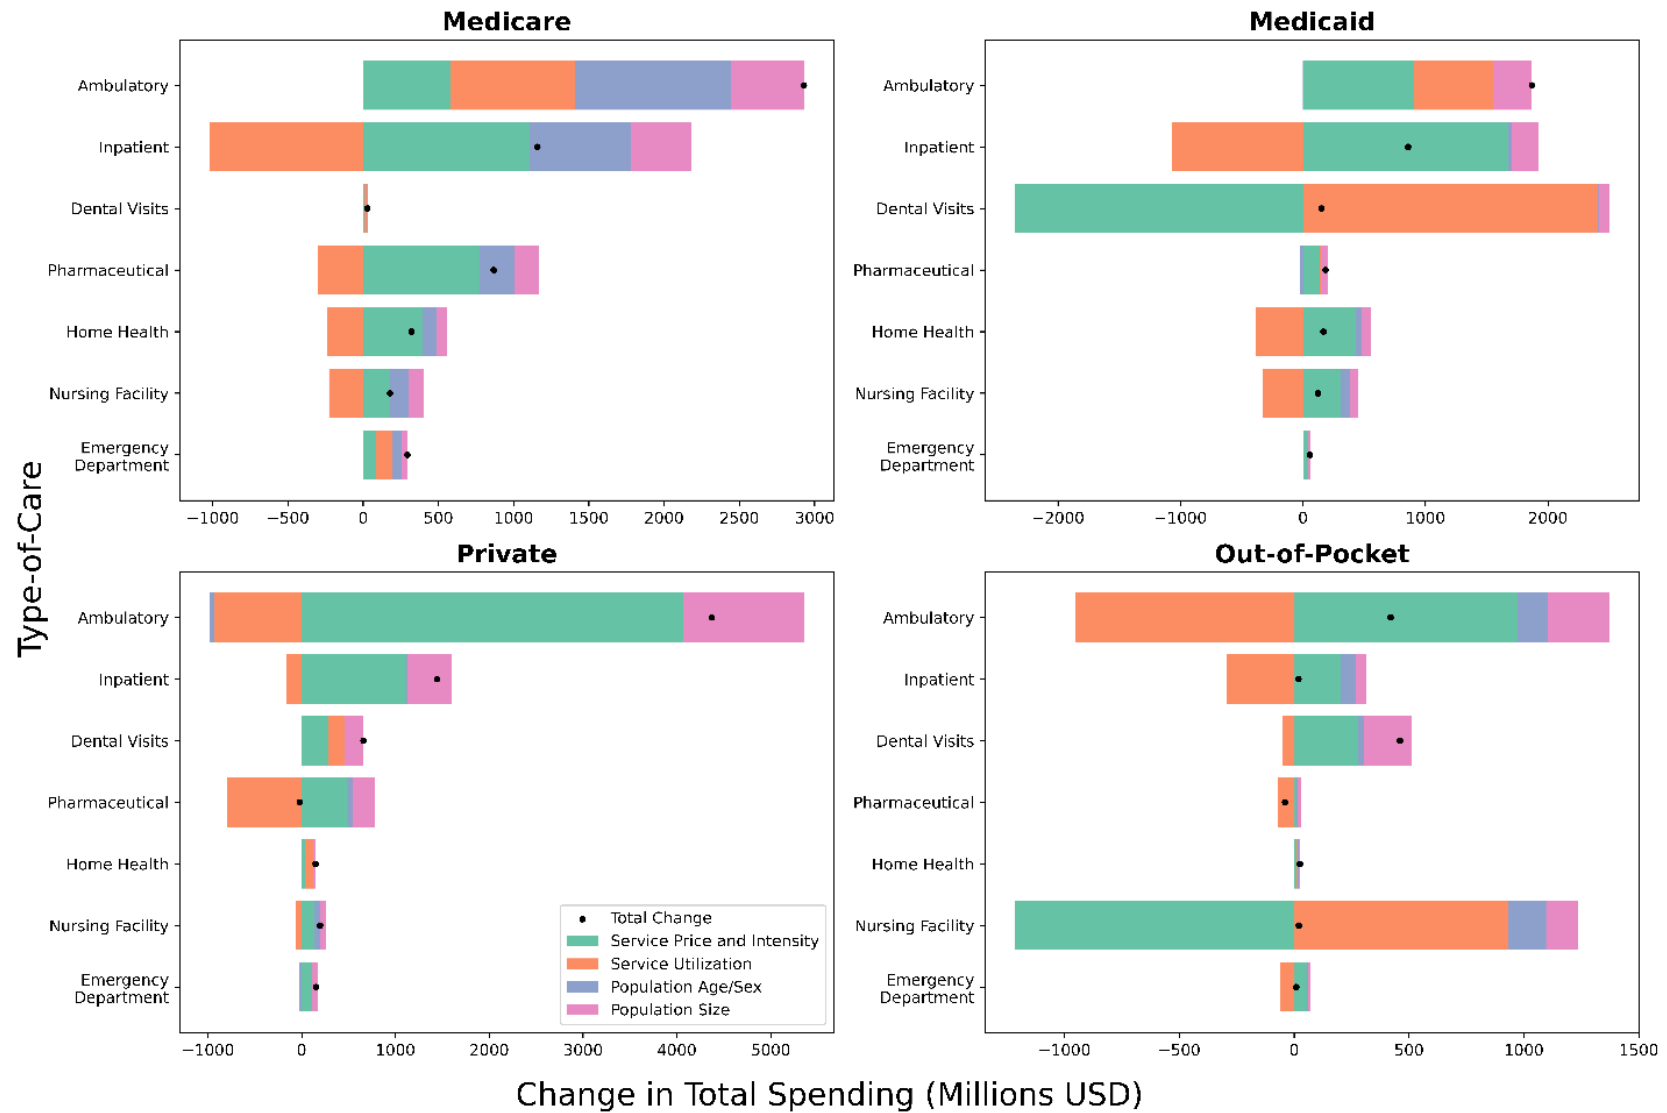 Medicare
Ambulatory
Inpatient
Dental Visits
Pharmaceutical
Home Health
Nursing Facility
Emergency
Department
−1000 −500 0 500 1000 1500 2000 2500 3000
Medicaid
Ambulatory
Inpatient
Dental Visits
Pharmaceutical
Home Health
Nursing Facility
Emergency
Department
−2000 −1000 0 1000 2000
Type-of-Care
Private
Ambulatory
Inpatient
Dental Visits
Pharmaceutical
Home Health
Nursing Facility
Emergency
Department
Total Change
Service Price and Intensity
Service Utilization
Population Age/Sex
Population Size
−1000 0 1000 2000 3000 4000 5000
Out-of-Pocket
Ambulatory
Inpatient
Dental Visits
Pharmaceutical
Home Health
Nursing Facility
Emergency
Department
−1000 −500 0 500 1000 1500
Change in Total Spending (Millions USD)